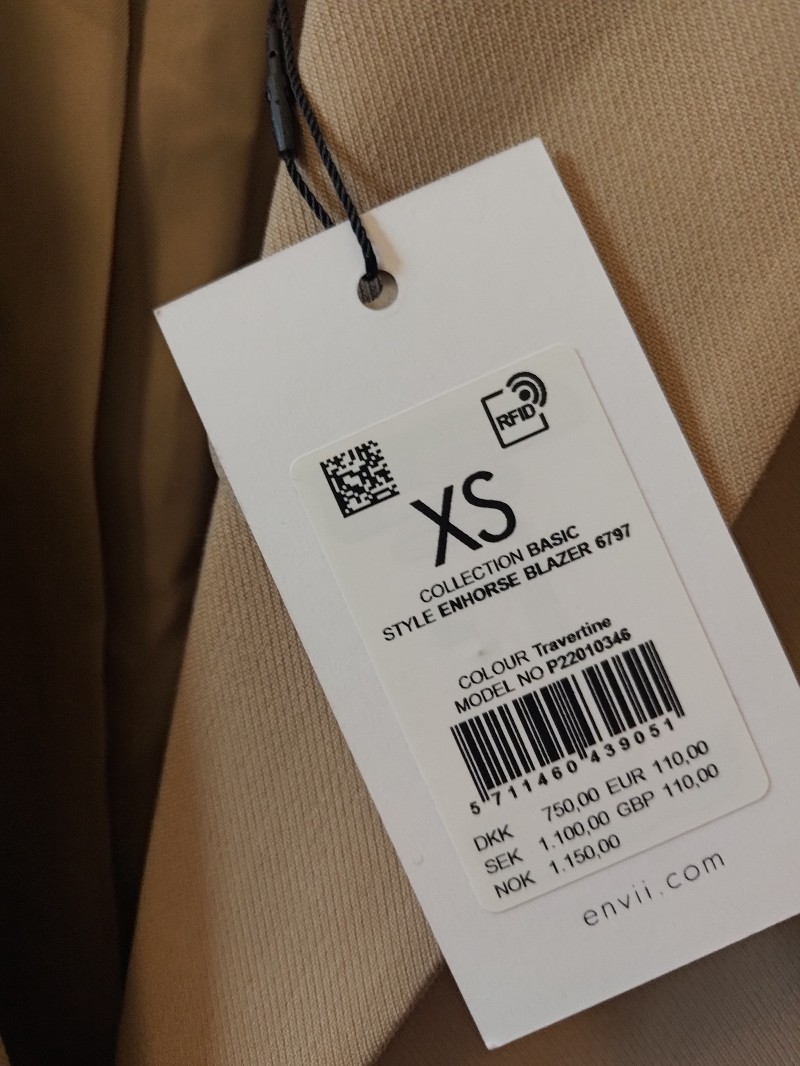 RFID
XS
COLLECTION BASIC
STYLE ENHORSE BLAZER 6797
COLOUR Travertine
MODEL NO P22010346
5 711460 439051
DKK 750,00 EUR 110,00
SEK 1.100,00 GBP 110,00
NOK 1.150,00
envii.com